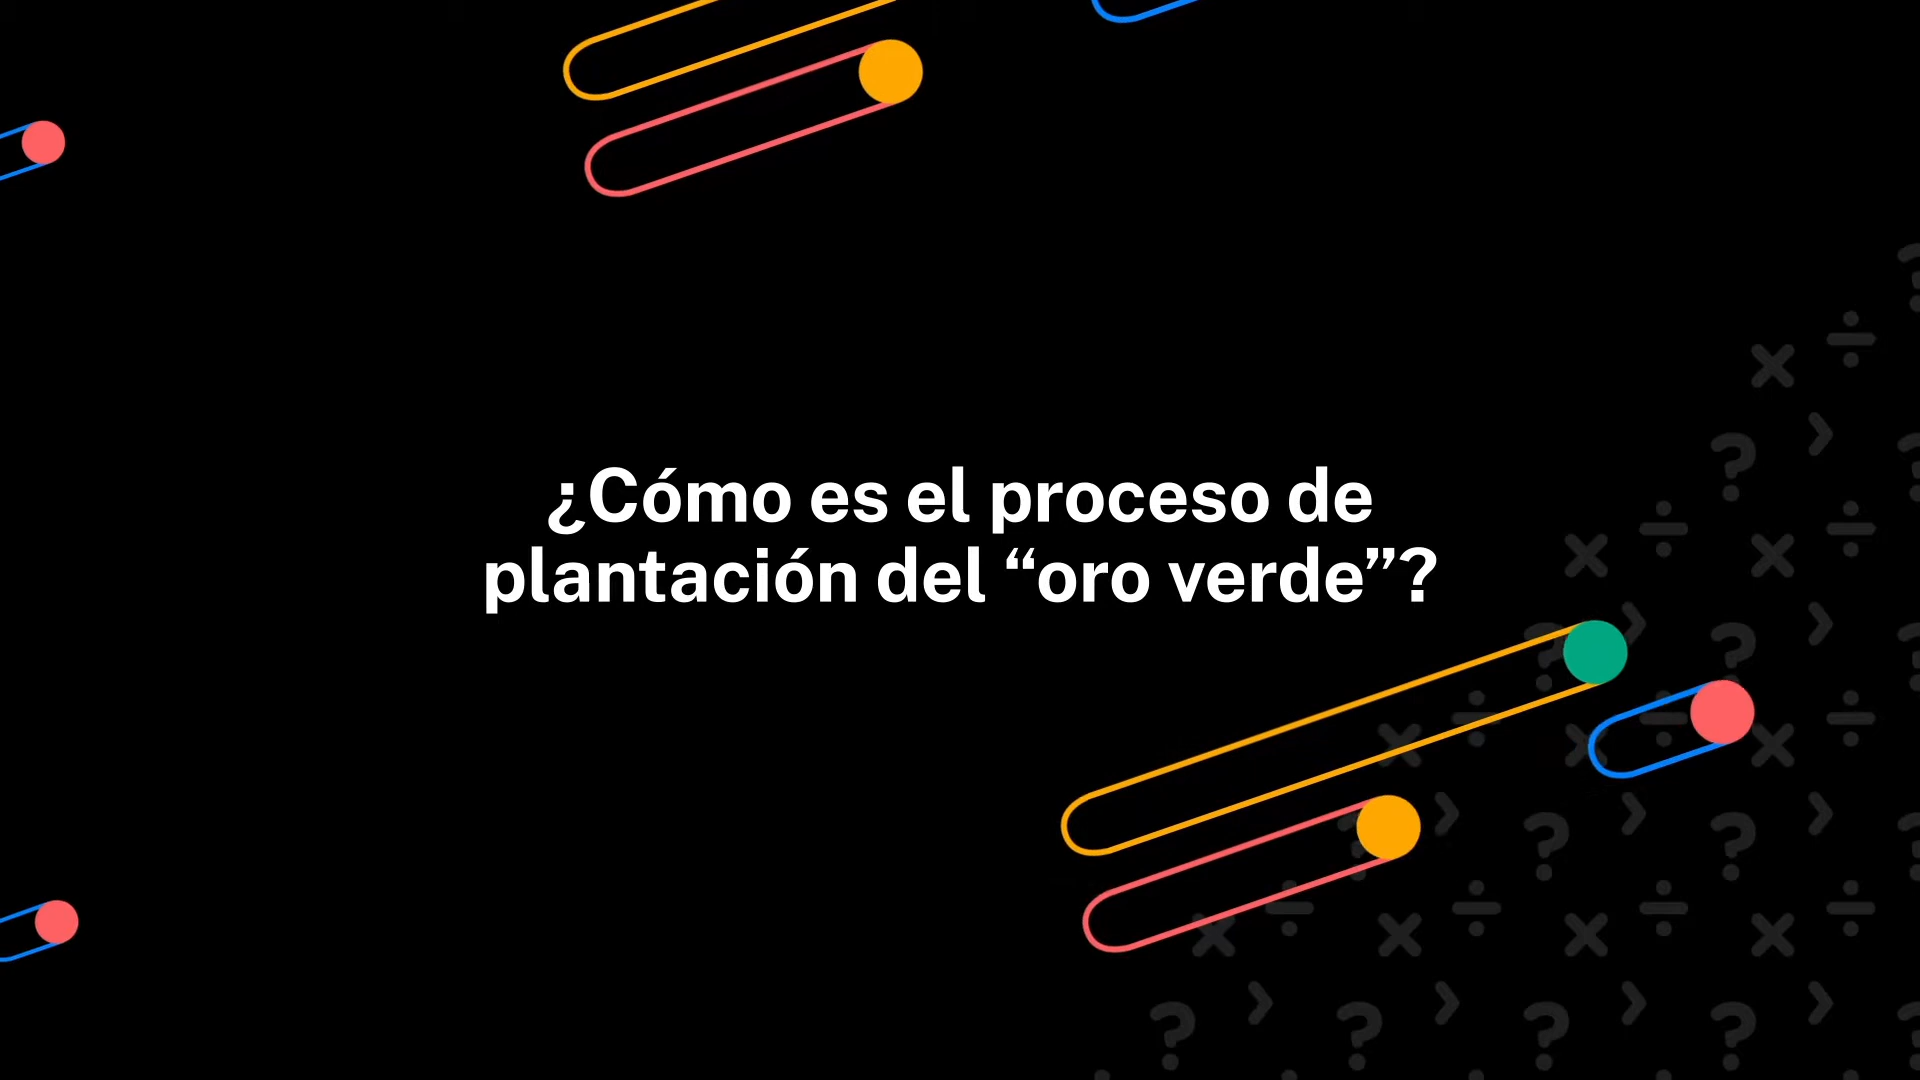 ¿Cómo es el proceso de
plantación del “oro verde”?